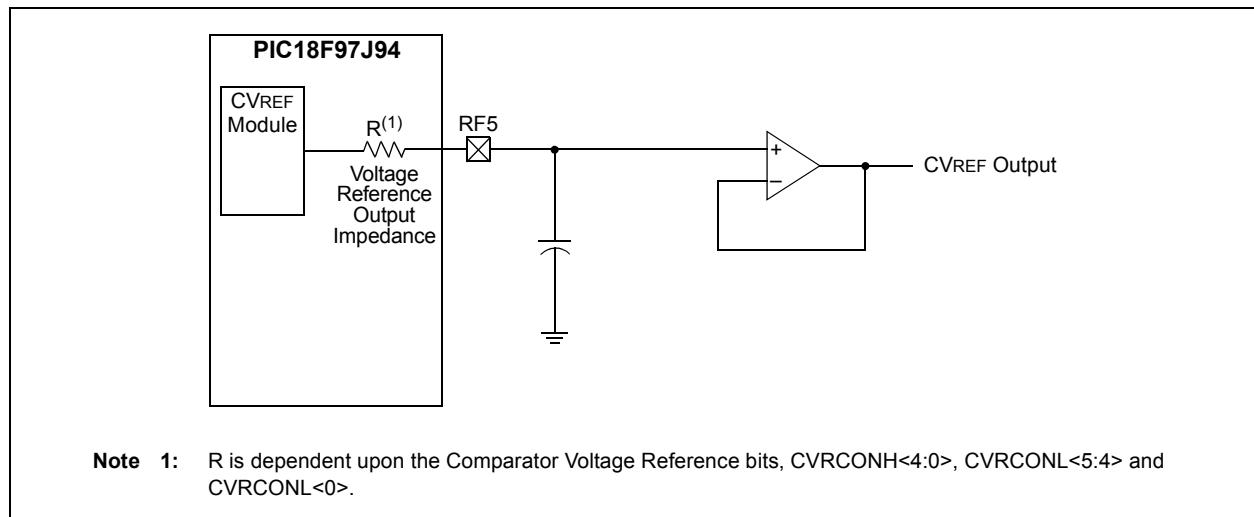 PIC18F97J94
CVREF
Module
R(1)
RF5
Voltage
Reference
Output
Impedance
+
–
CVREF Output
Note 1: R is dependent upon the Comparator Voltage Reference bits, CVRCONH<4:0>, CVRCONL<5:4> and
CVRCONL<0>.